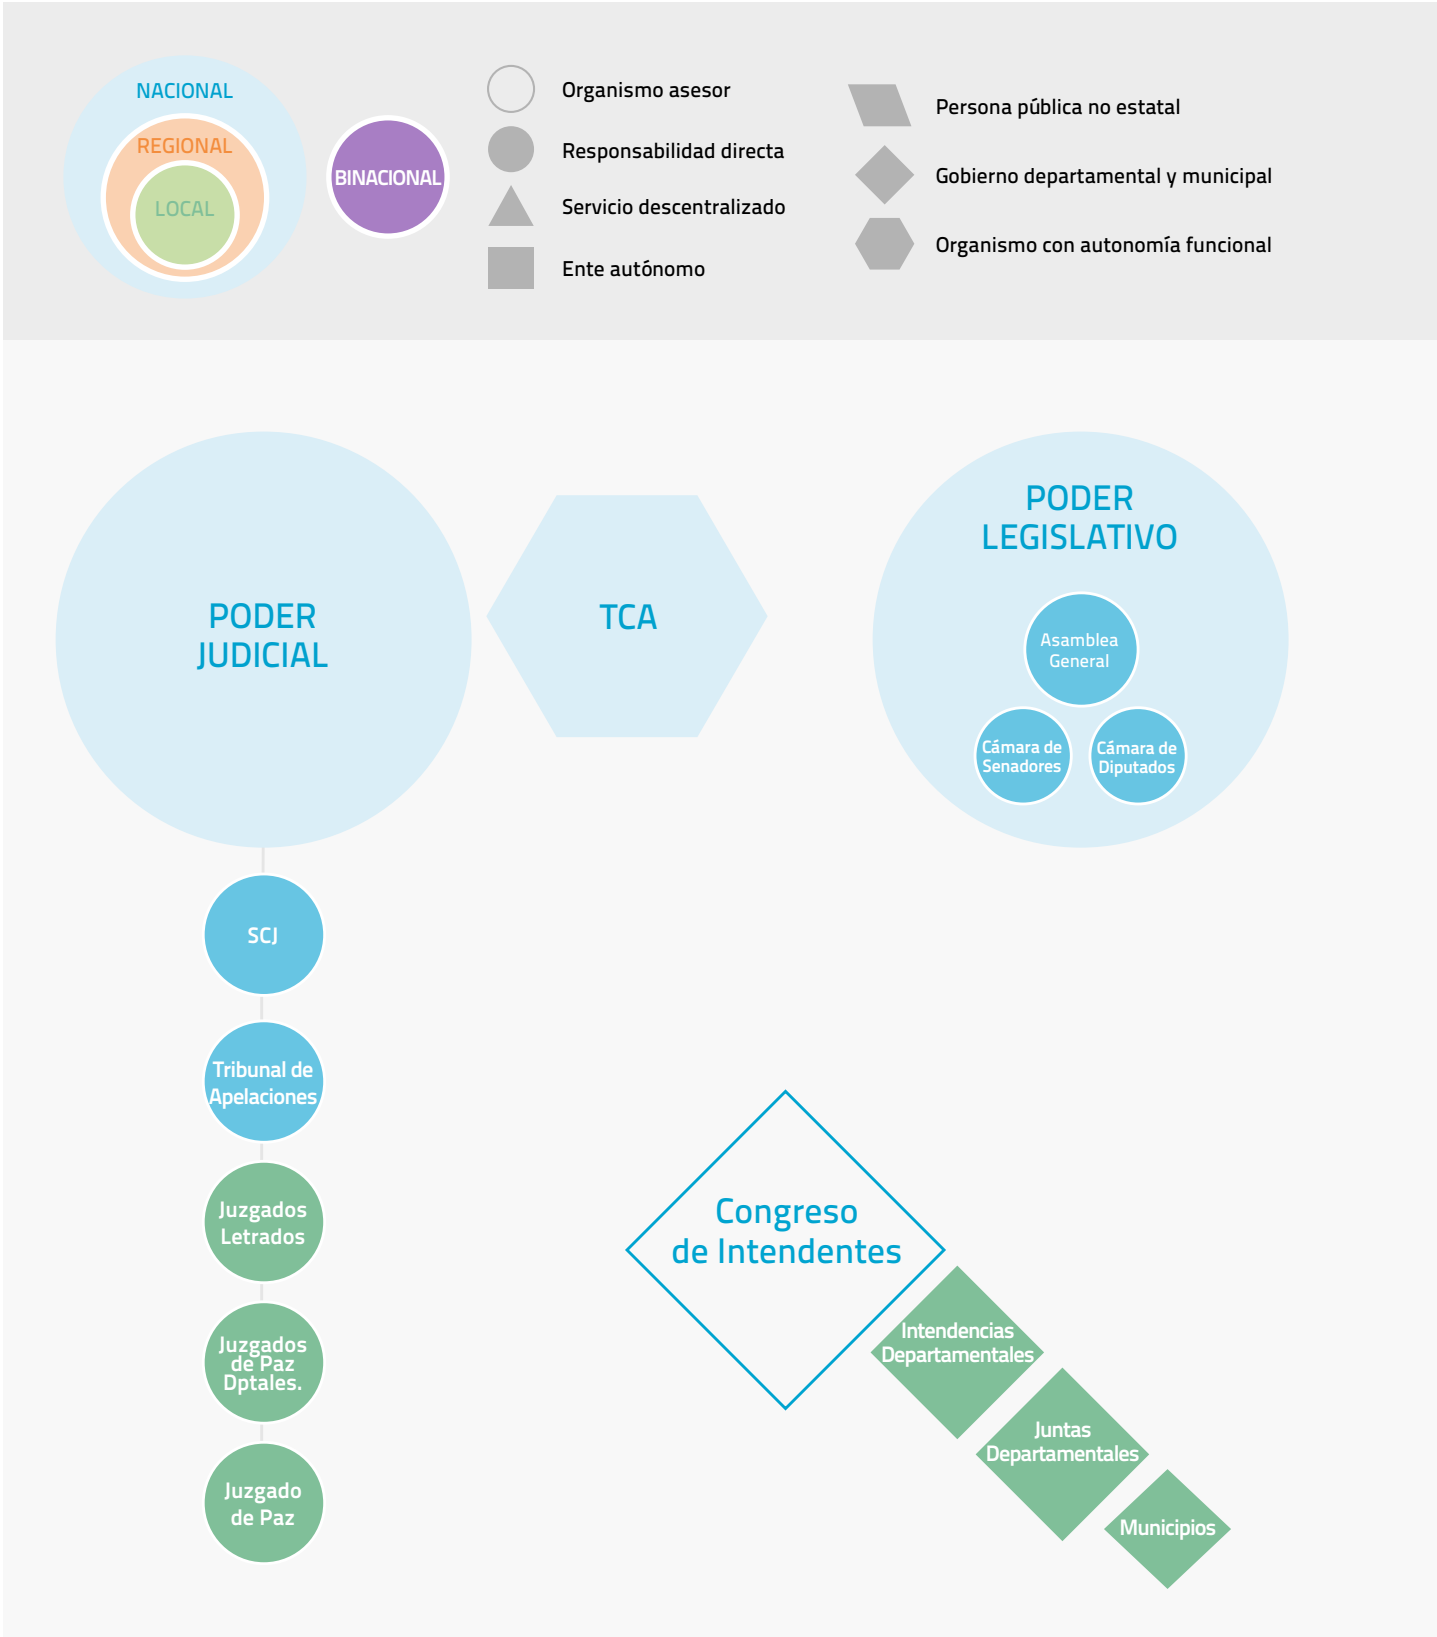 NACIONAL
REGIONAL
LOCAL
BINACIONAL
Organismo asesor
Responsabilidad directa
Servicio descentralizado
Ente autónomo
Persona pública no estatal
Gobierno departamental y municipal
Organismo con autonomía funcional
PODER
JUDICIAL
TCA
PODER
LEGISLATIVO
Asamblea
General
Cámara de
Senadores
Cámara de
Diputados
SCJ
Tribunal de
Apelaciones
Juzgados
Letrados
Juzgados
de Paz
Dptales.
Juzgado
de Paz
Congreso
de Intendentes
Intendencias
Departamentales
Juntas
Departamentales
Municipios